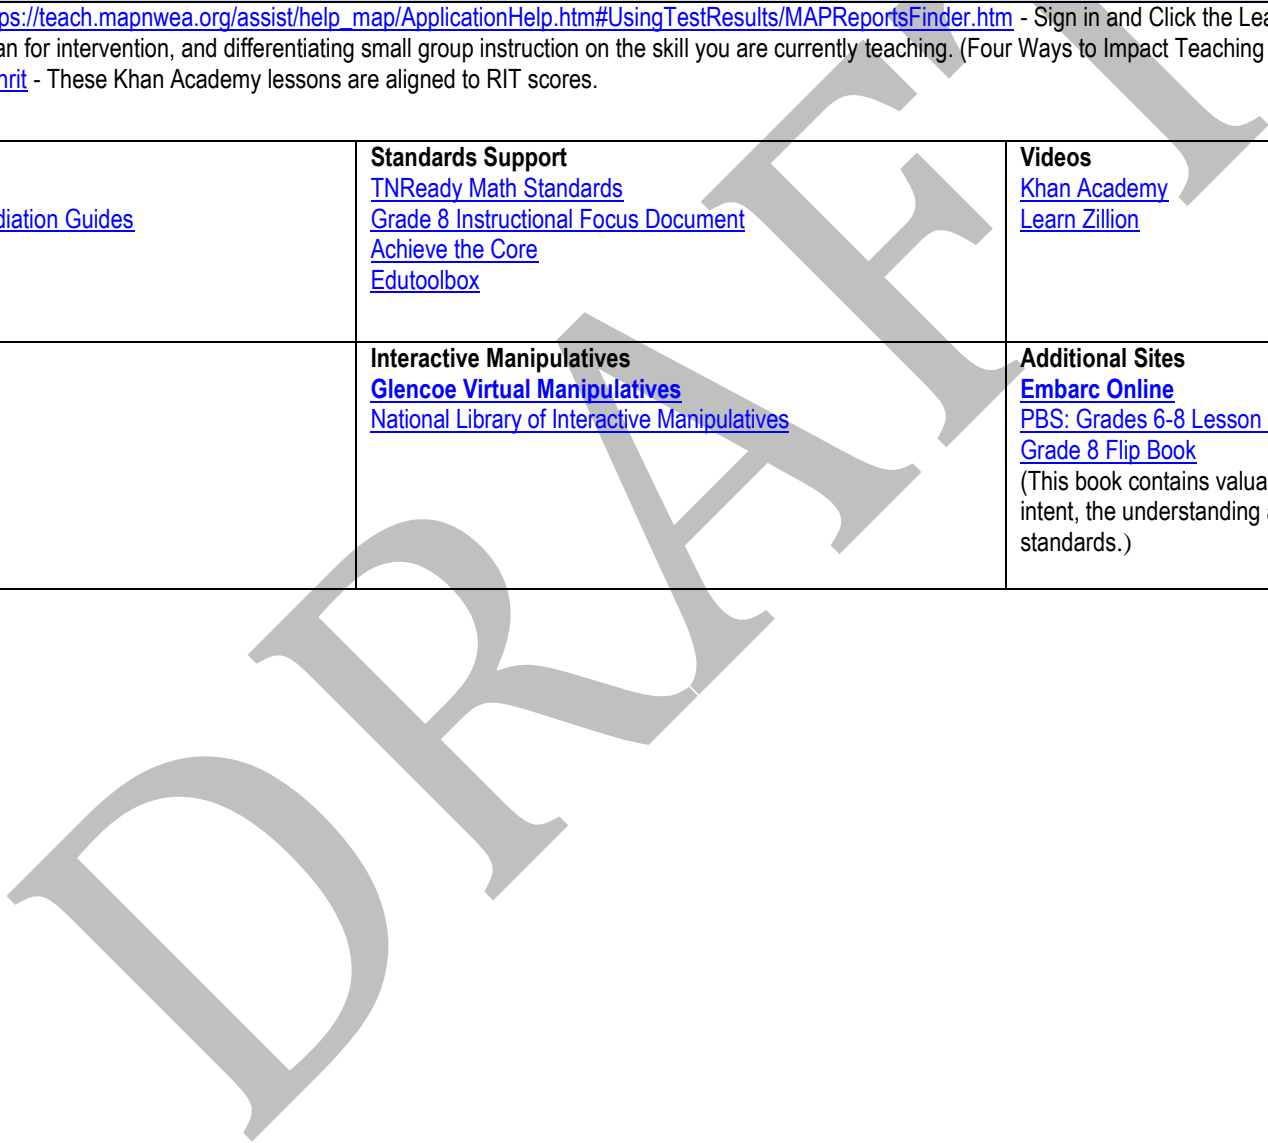 ps://teach.mapnwea.org/assist/help_map/ApplicationHelp.htm#UsingTestResults/MAPReportsFinder.htm - Sign in and Click the Lea
an for intervention, and differentiating small group instruction on the skill you are currently teaching. (Four Ways to Impact Teaching
hrit - These Khan Academy lessons are aligned to RIT scores.
diation Guides
Standards Support
TNReady Math Standards
Grade 8 Instructional Focus Document
Achieve the Core
Edutoolbox
Videos
Khan Academy
Learn Zillion
Interactive Manipulatives
Glencoe Virtual Manipulatives
National Library of Interactive Manipulatives
Additional Sites
Embarc Online
PBS: Grades 6-8 Lesson
Grade 8 Flip Book
(This book contains valua
intent, the understanding a
standards.)
DRAFT